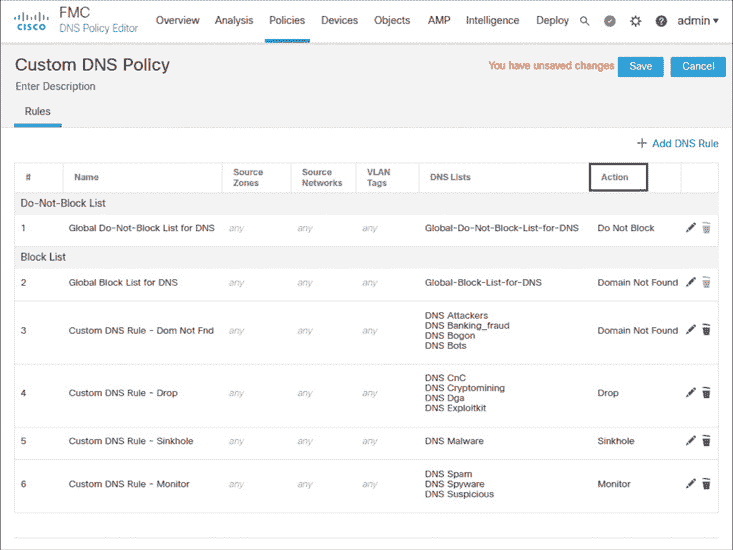 CISCO
FMC
DNS Policy Editor
Overview Analysis Policies Devices Objects AMP Intelligence Deploy admin
Custom DNS Policy
You have unsaved changes Save Cancel
Enter Description
Rules
+ Add DNS Rule
# Name Source Zones Source Networks VLAN Tags DNS Lists Action
Do-Not-Block List
1 Global Do-Not-Block List for DNS any any any Global-Do-Not-Block-List-for-DNS Do Not Block
Block List
2 Global Block List for DNS any any any Global-Block-List-for-DNS Domain Not Found
3 Custom DNS Rule - Dom Not Fnd any any any DNS Attackers
DNS Banking_fraud
DNS Bogon
DNS Bots
Domain Not Found
4 Custom DNS Rule - Drop any any any DNS CnC
DNS Cryptomining
DNS Dga
DNS Exploitkit
Drop
5 Custom DNS Rule - Sinkhole any any any DNS Malware Sinkhole
6 Custom DNS Rule - Monitor any any any DNS Spam
DNS Spyware
DNS Suspicious
Monitor